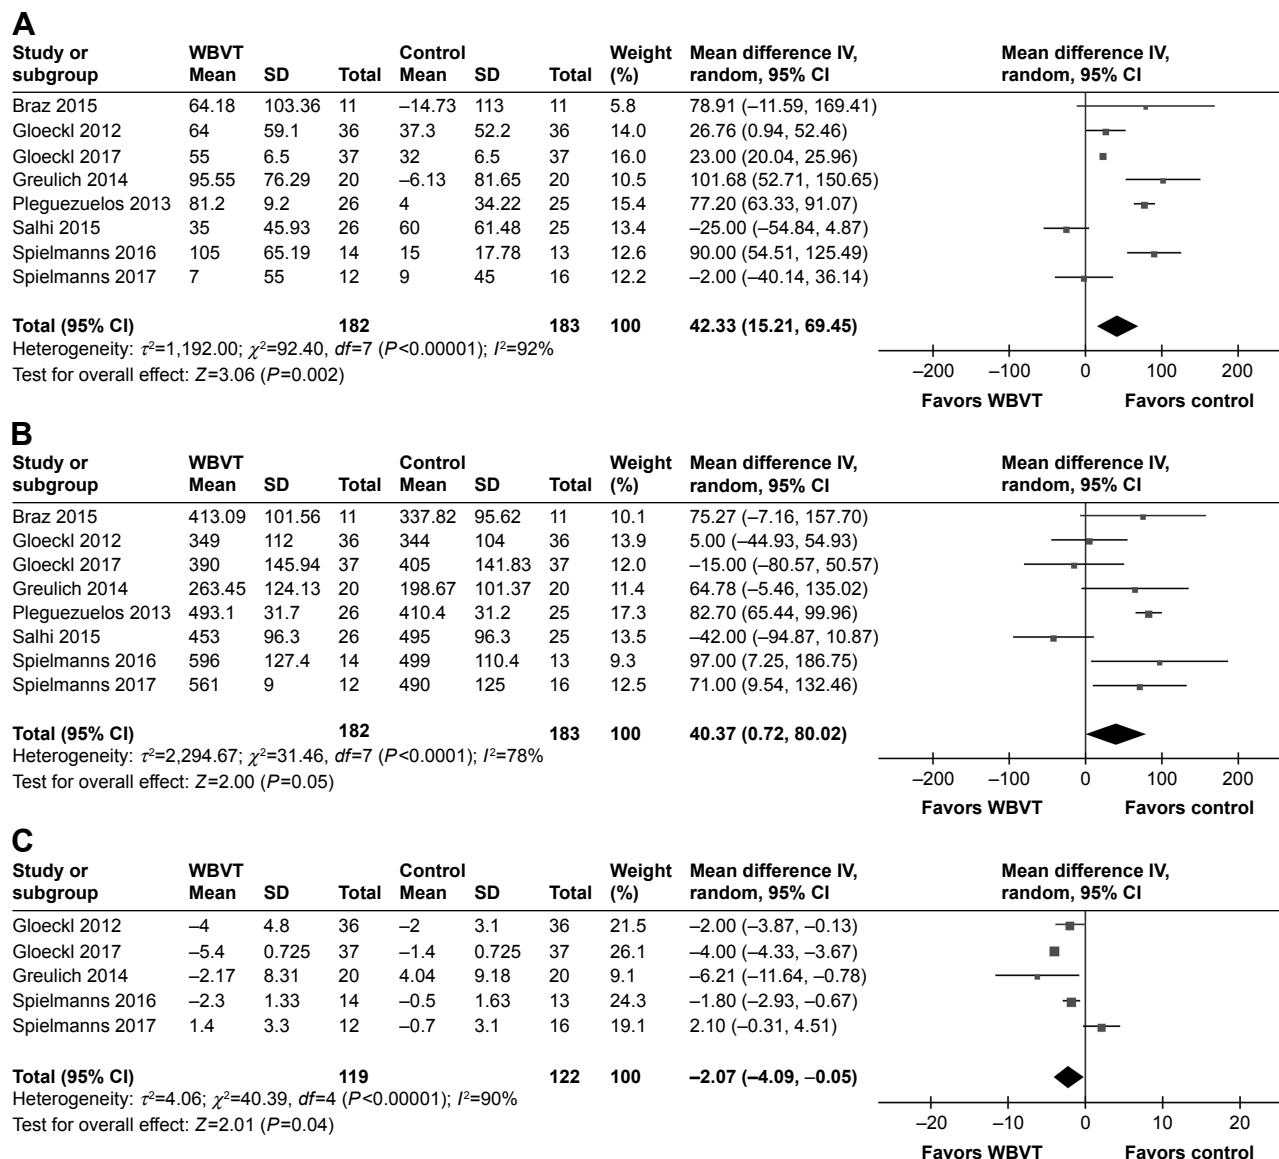 A
Study or subgroup WBVT Mean SD Total Control Mean SD Total Weight (%) Mean difference IV, random, 95% CI Mean difference IV, random, 95% CI
Braz 2015 64.18 103.36 11 –14.73 113 11 5.8 78.91 (–11.59, 169.41)
Gloeckl 2012 64 59.1 36 37.3 52.2 36 14.0 26.76 (0.94, 52.46)
Gloeckl 2017 55 6.5 37 32 6.5 37 16.0 23.00 (20.04, 25.96)
Greulich 2014 95.55 76.29 20 –6.13 81.65 20 10.5 101.68 (52.71, 150.65)
Pleguezuelos 2013 81.2 9.2 26 4 34.22 25 15.4 77.20 (63.33, 91.07)
Salhi 2015 35 45.93 26 60 61.48 25 13.4 –25.00 (–54.84, 4.87)
Spielmanns 2016 105 65.19 14 15 17.78 13 12.6 90.00 (54.51, 125.49)
Spielmanns 2017 7 55 12 9 45 16 12.2 –2.00 (–40.14, 36.14)
Total (95% CI) 182 183 100 42.33 (15.21, 69.45)
Heterogeneity: τ²=1,192.00; χ²=92.40, df=7 (P<0.00001); I²=92%
Test for overall effect: Z=3.06 (P=0.002)
–200 –100 0 100 200
Favors WBVT Favors control
B
Study or subgroup WBVT Mean SD Total Control Mean SD Total Weight (%) Mean difference IV, random, 95% CI Mean difference IV, random, 95% CI
Braz 2015 413.09 101.56 11 337.82 95.62 11 10.1 75.27 (–7.16, 157.70)
Gloeckl 2012 349 112 36 344 104 36 13.9 5.00 (–44.93, 54.93)
Gloeckl 2017 390 145.94 37 405 141.83 37 12.0 –15.00 (–80.57, 50.57)
Greulich 2014 263.45 124.13 20 198.67 101.37 20 11.4 64.78 (–5.46, 135.02)
Pleguezuelos 2013 493.1 31.7 26 410.4 31.2 25 17.3 82.70 (65.44, 99.96)
Salhi 2015 453 96.3 26 495 96.3 25 13.5 –42.00 (–94.87, 10.87)
Spielmanns 2016 596 127.4 14 499 110.4 13 9.3 97.00 (7.25, 186.75)
Spielmanns 2017 561 9 12 490 125 16 12.5 71.00 (9.54, 132.46)
Total (95% CI) 182 183 100 40.37 (0.72, 80.02)
Heterogeneity: τ²=2,294.67; χ²=31.46, df=7 (P<0.0001); I²=78%
Test for overall effect: Z=2.00 (P=0.05)
–200 –100 0 100 200
Favors WBVT Favors control
C
Study or subgroup WBVT Mean SD Total Control Mean SD Total Weight (%) Mean difference IV, random, 95% CI Mean difference IV, random, 95% CI
Gloeckl 2012 –4 4.8 36 –2 3.1 36 21.5 –2.00 (–3.87, –0.13)
Gloeckl 2017 –5.4 0.725 37 –1.4 0.725 37 26.1 –4.00 (–4.33, –3.67)
Greulich 2014 –2.17 8.31 20 4.04 9.18 20 9.1 –6.21 (–11.64, –0.78)
Spielmanns 2016 –2.3 1.33 14 –0.5 1.63 13 24.3 –1.80 (–2.93, –0.67)
Spielmanns 2017 1.4 3.3 12 –0.7 3.1 16 19.1 2.10 (–0.31, 4.51)
Total (95% CI) 119 122 100 –2.07 (–4.09, –0.05)
Heterogeneity: τ²=4.06; χ²=40.39, df=4 (P<0.00001); I²=90%
Test for overall effect: Z=2.01 (P=0.04)
–20 –10 0 10 20
Favors WBVT Favors control